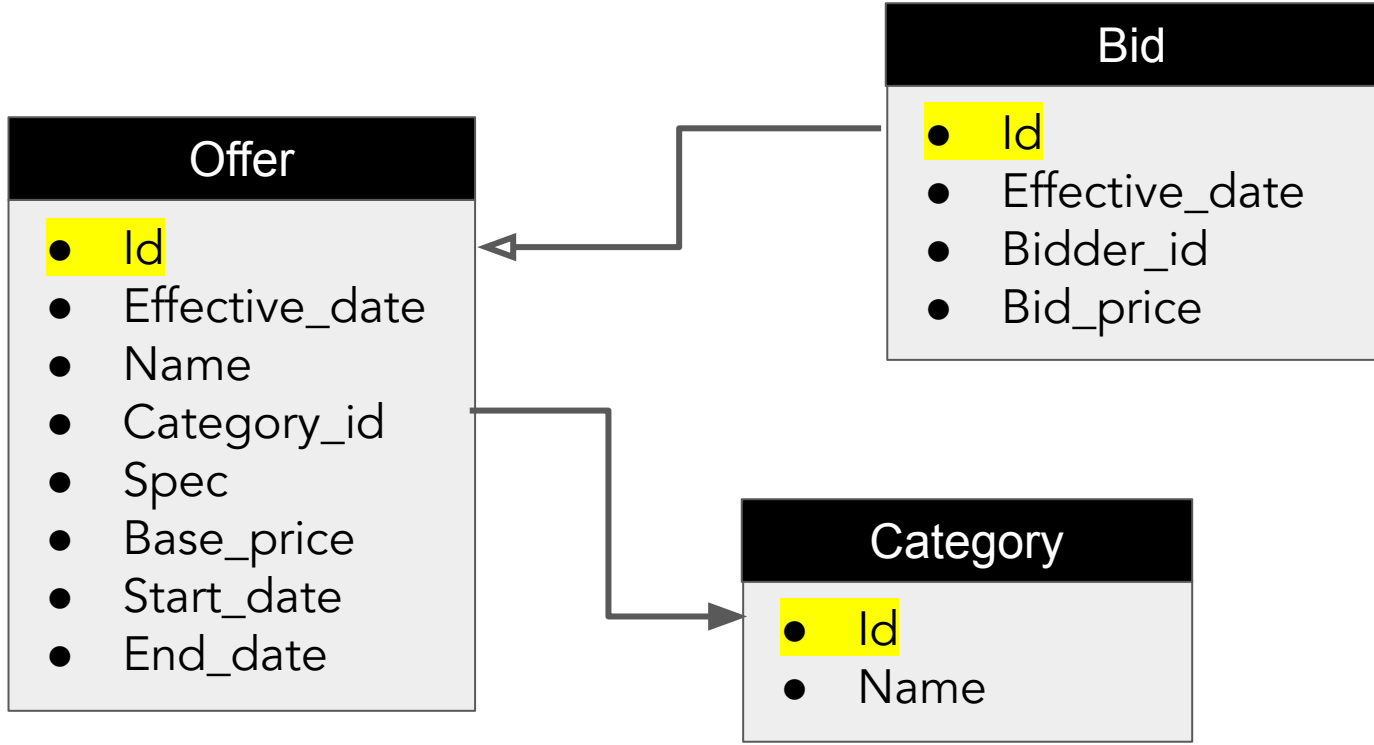 Offer
● Id
● Effective_date
● Name
● Category_id
● Spec
● Base_price
● Start_date
● End_date
Bid
● Id
● Effective_date
● Bidder_id
● Bid_price
Category
● Id
● Name